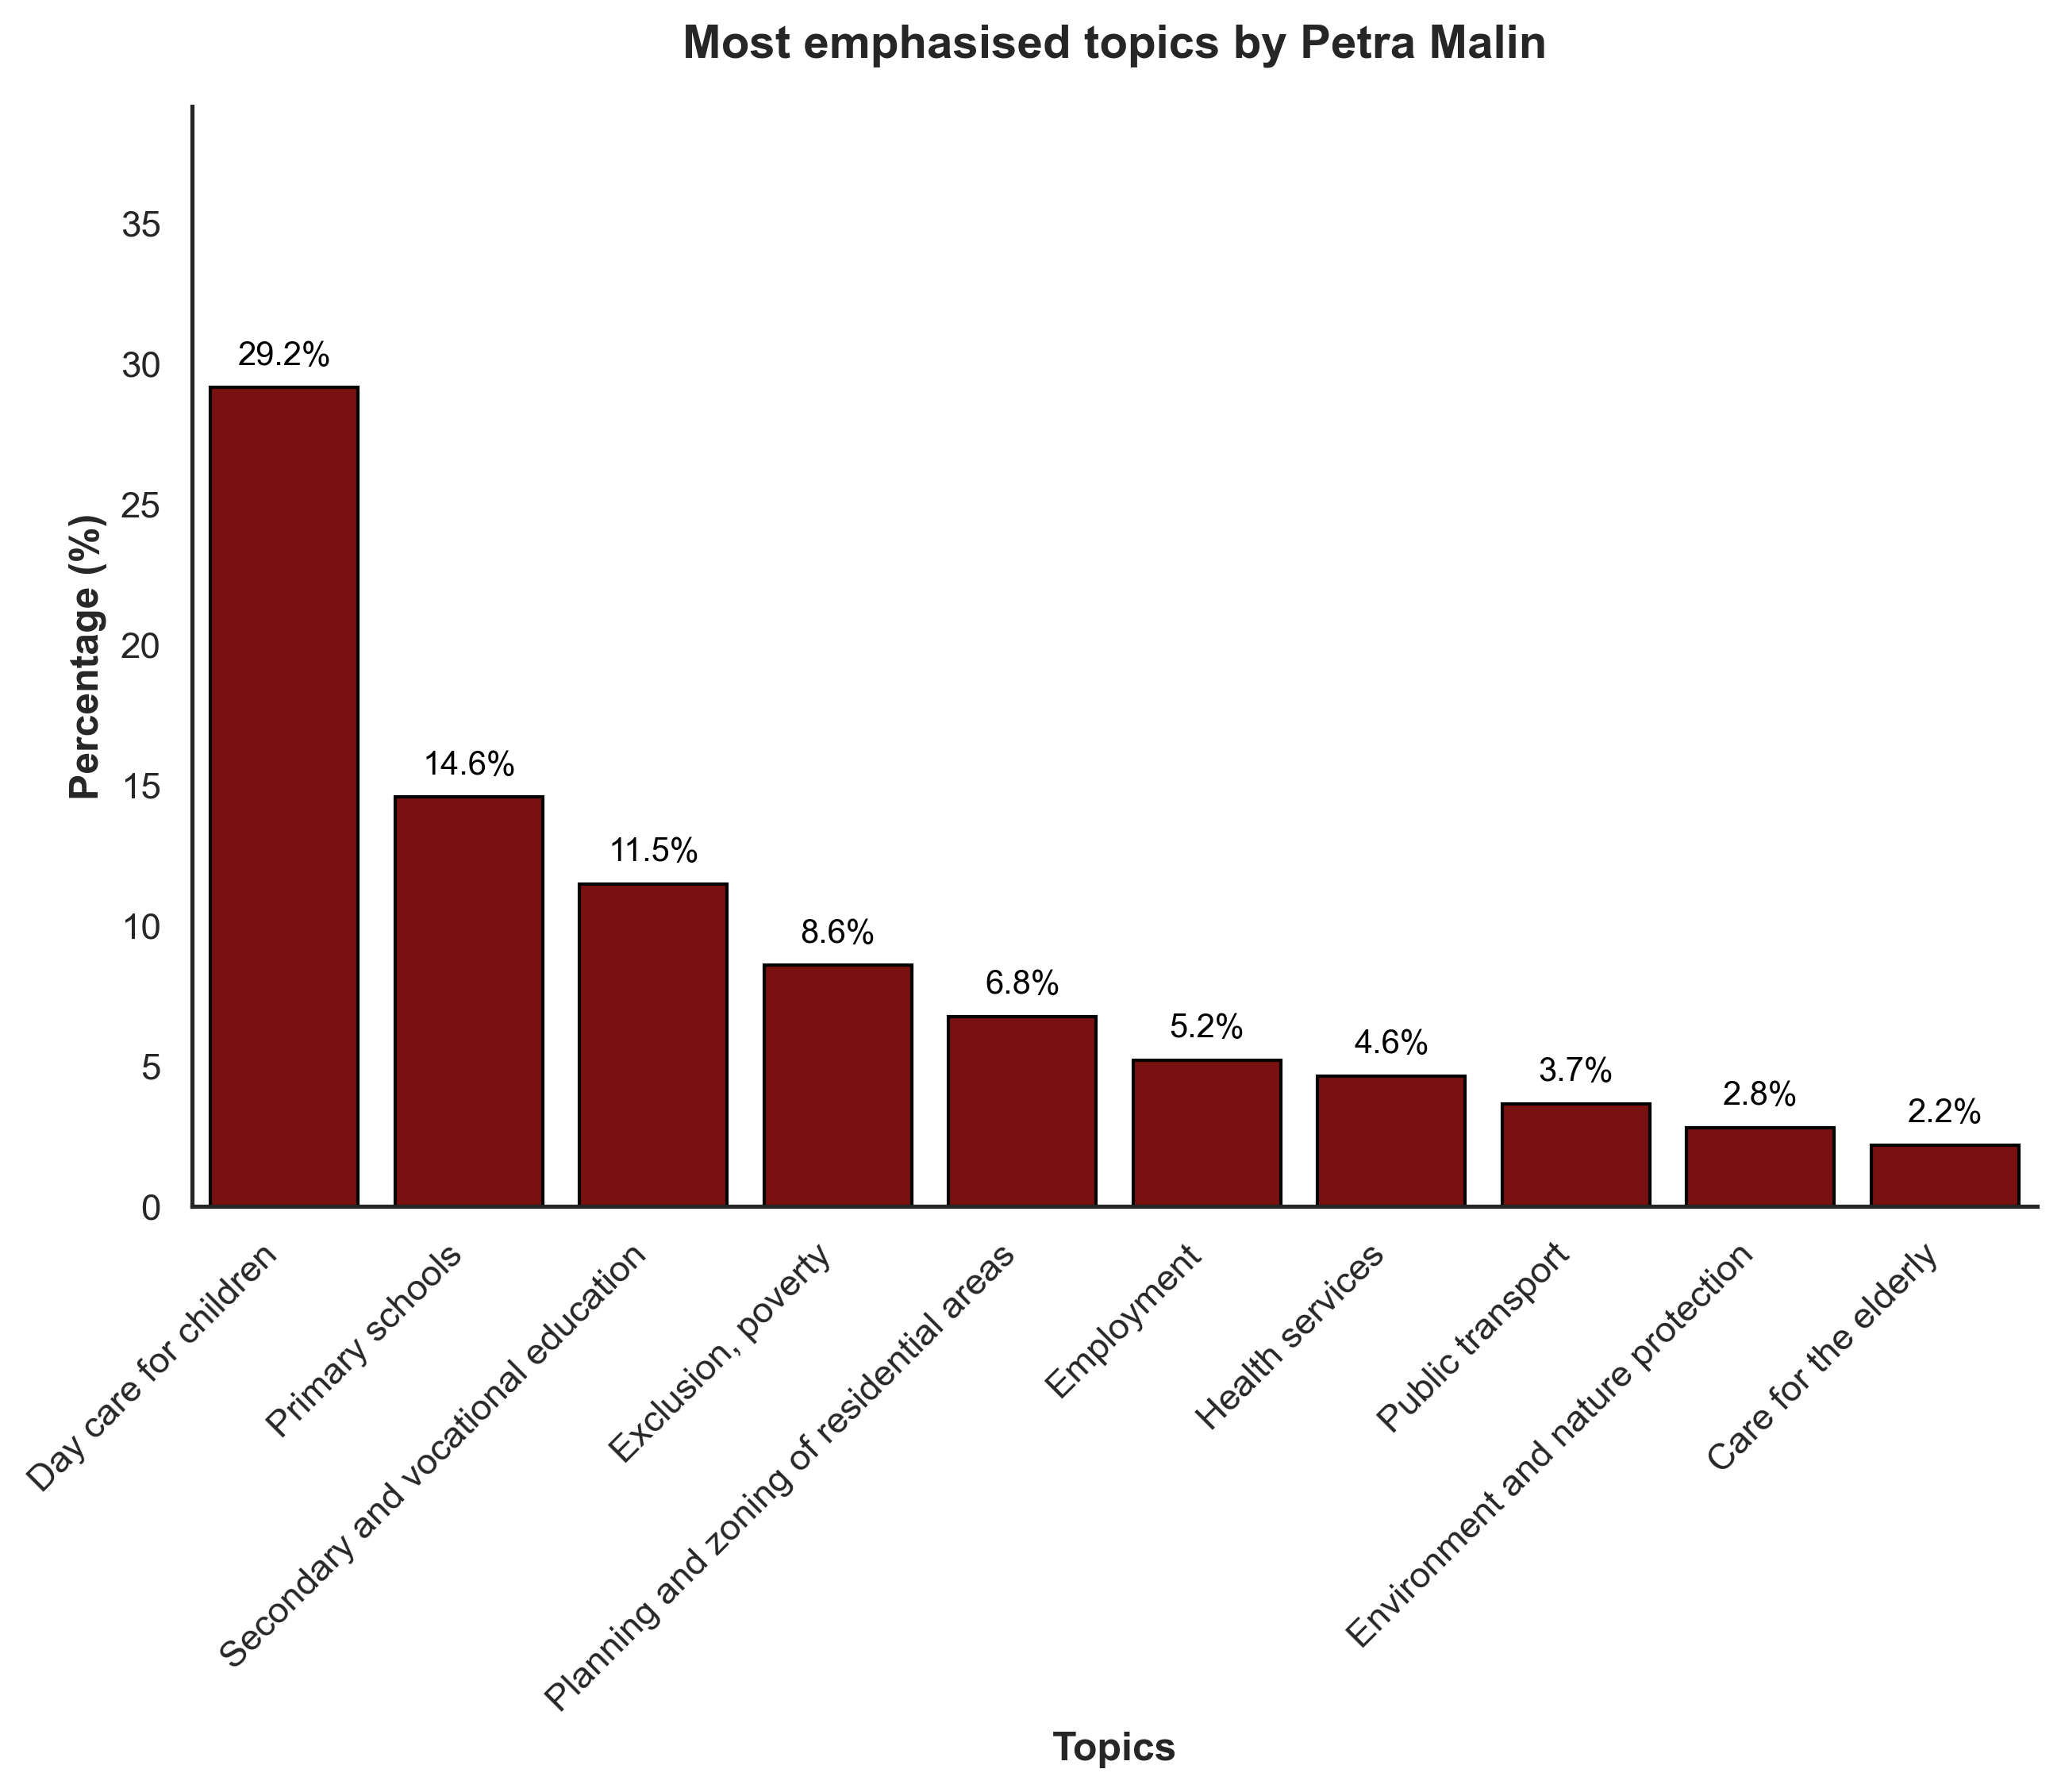 Most emphasised topics by Petra Malin
Percentage (%)
35
30
25
20
15
10
5
0
29.2%
14.6%
11.5%
8.6%
6.8%
5.2%
4.6%
3.7%
2.8%
2.2%
Day care for children
Primary schools
Secondary and vocational education
Exclusion, poverty
Planning and zoning of residential areas
Employment
Health services
Public transport
Environment and nature protection
Care for the elderly
Topics